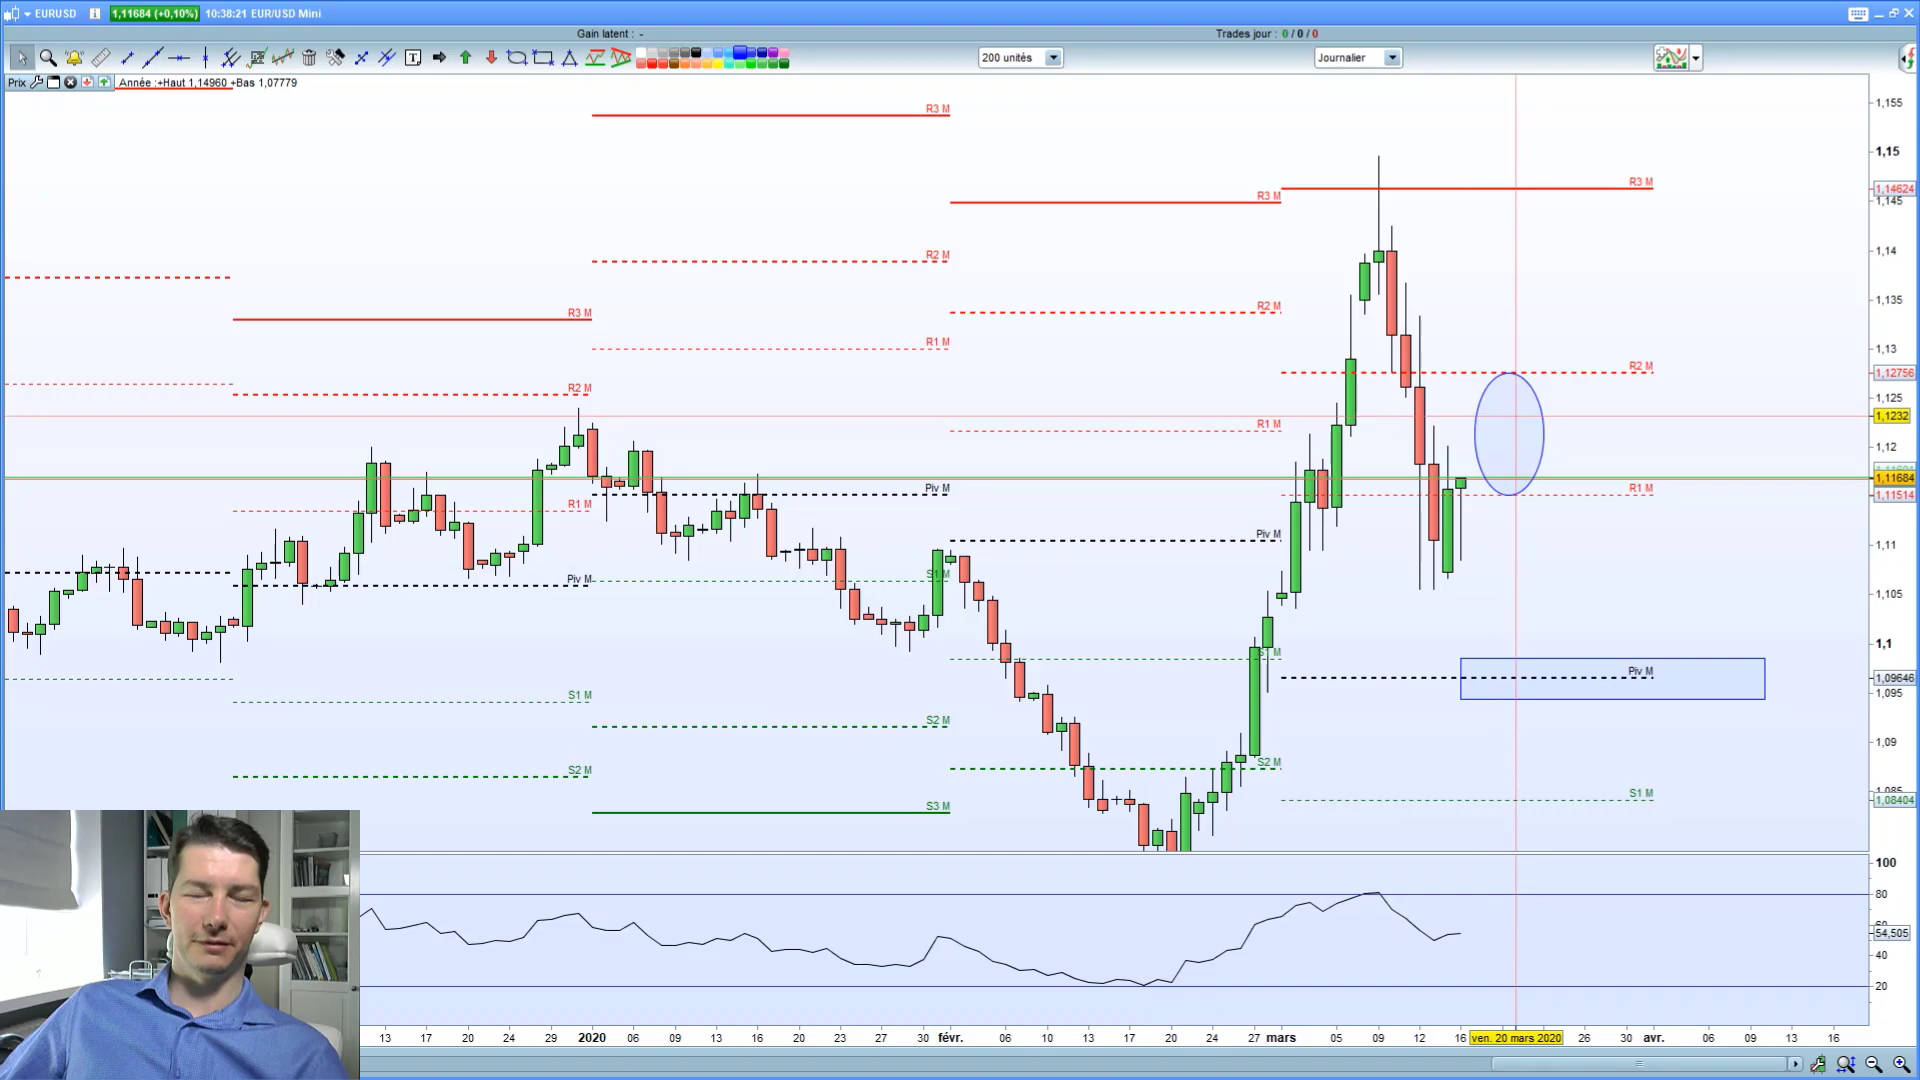 EURUSD 1,11684 (+0,10%) 10:38:21 EUR/USD Mini
Gain latent : - Trades jour : 0 / 0 / 0
200 unités Journalier
Prix Année :+Haut 1,14960 +Bas 1,07779
R3 M
R2 M
R1 M
Piv M
S1 M
S2 M
R3 M
R2 M
R1 M
Piv M
S1 M
S2 M
S3 M
R3 M
R2 M
R1 M
Piv M
S1 M
S2 M
R3 M
R2 M
R1 M
Piv M
S1 M
1,155
1,15
1,14624
1,145
1,14
1,135
1,13
1,12756
1,125
1,1232
1,12
1,11684
1,11514
1,11
1,105
1,1
1,09646
1,095
1,09
1,085
1,08404
100
80
60
54,505
40
20
13 17 20 24 29 2020 06 09 13 16 20 23 27 30 févr. 06 10 13 17 20 24 27 mars 05 09 12 16 ven. 20 mars 2020 26 30 avr. 06 09 13 16